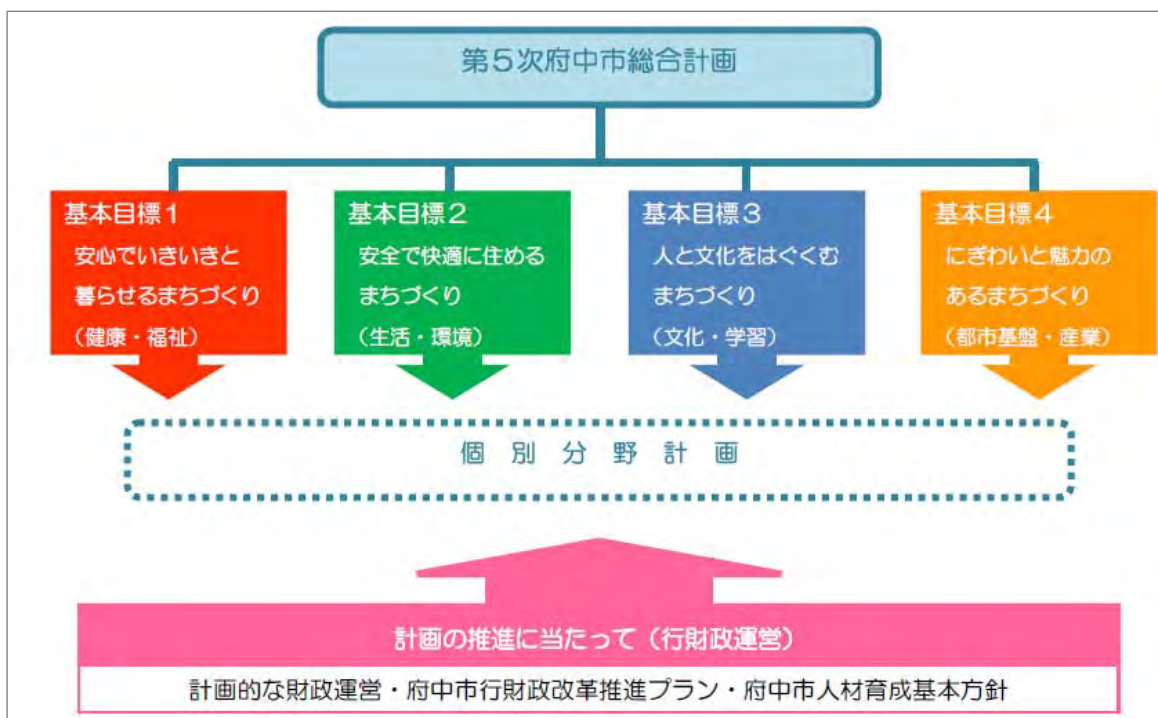 第5次府中市総合計画
基本目標1
安心でいきいきと
暮らせるまちづくり
(健康・福祉)
基本目標2
安全で快適に住める
まちづくり
(生活・環境)
基本目標3
人と文化をはぐくむ
まちづくり
(文化・学習)
基本目標4
にぎわいと魅力の
あるまちづくり
(都市基盤・産業)
個別分野計画
計画の推進に当たって(行財政運営)
計画的な財政運営・府中市行財政改革推進プラン・府中市人材育成基本方針